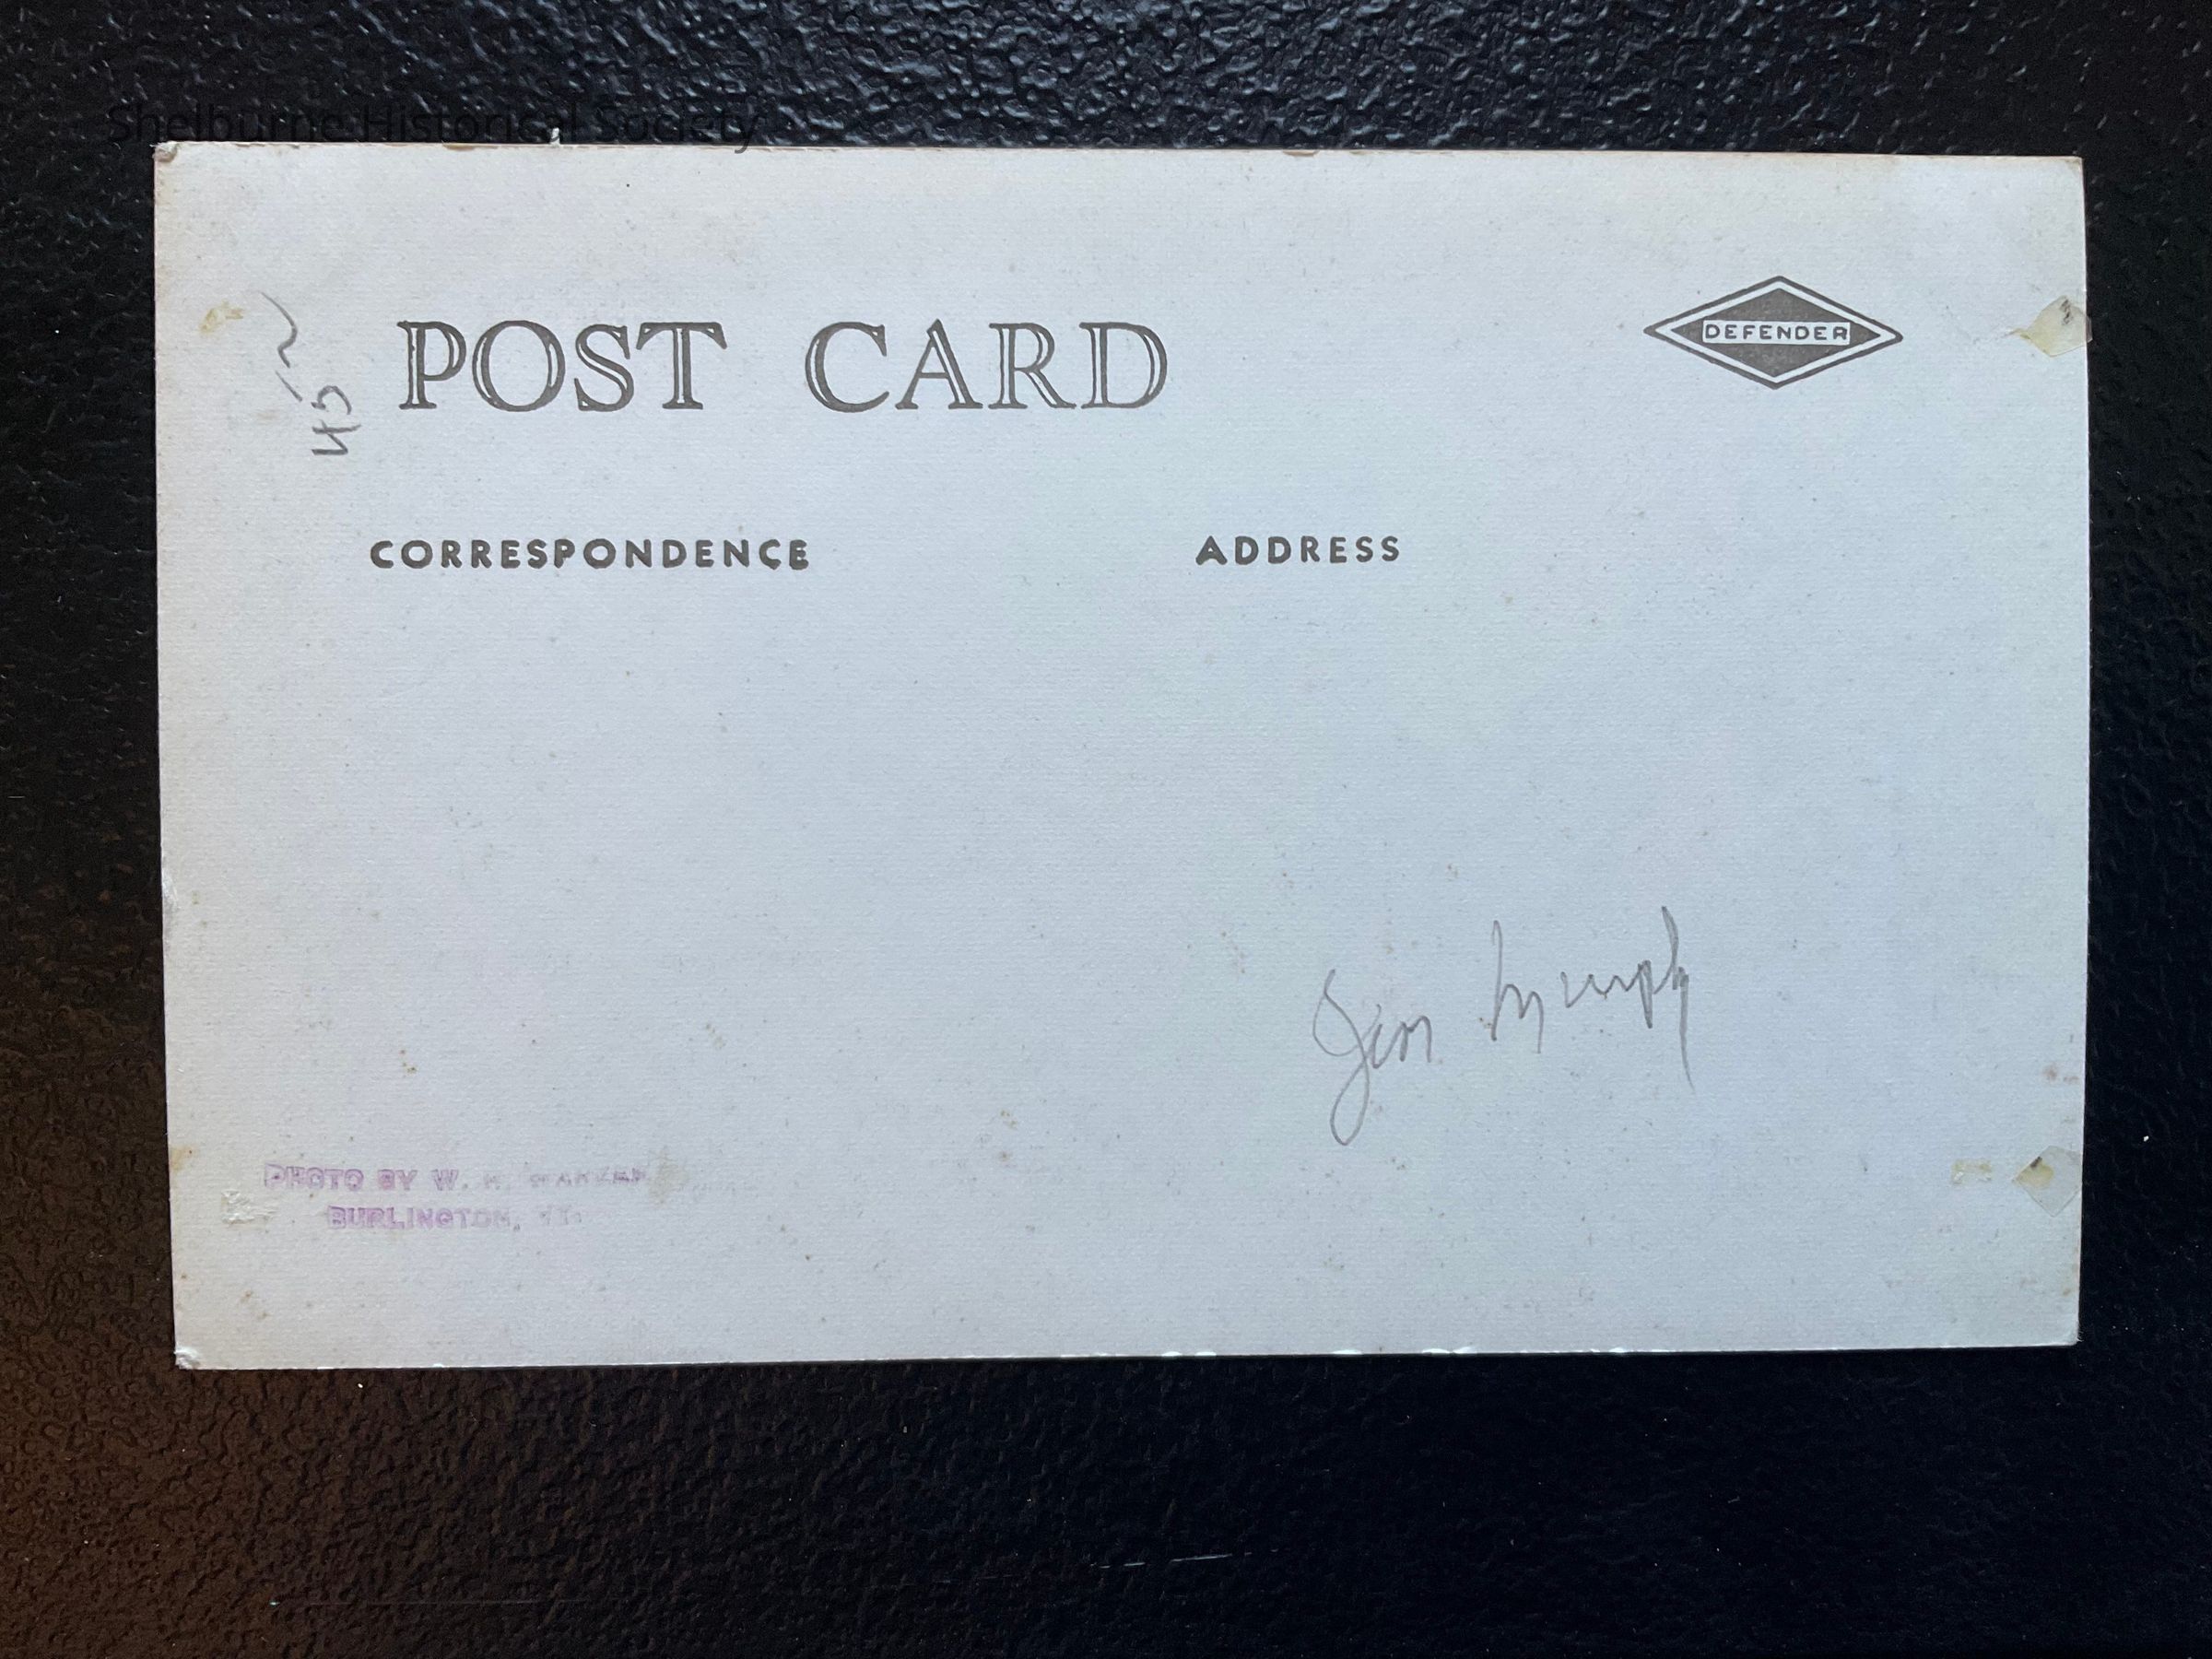 Shelburne Historical Society
POST CARD
DEFENDER
45
CORRESPONDENCE
ADDRESS
Jim Murphy
PHOTO BY W.
BURLINGTON,